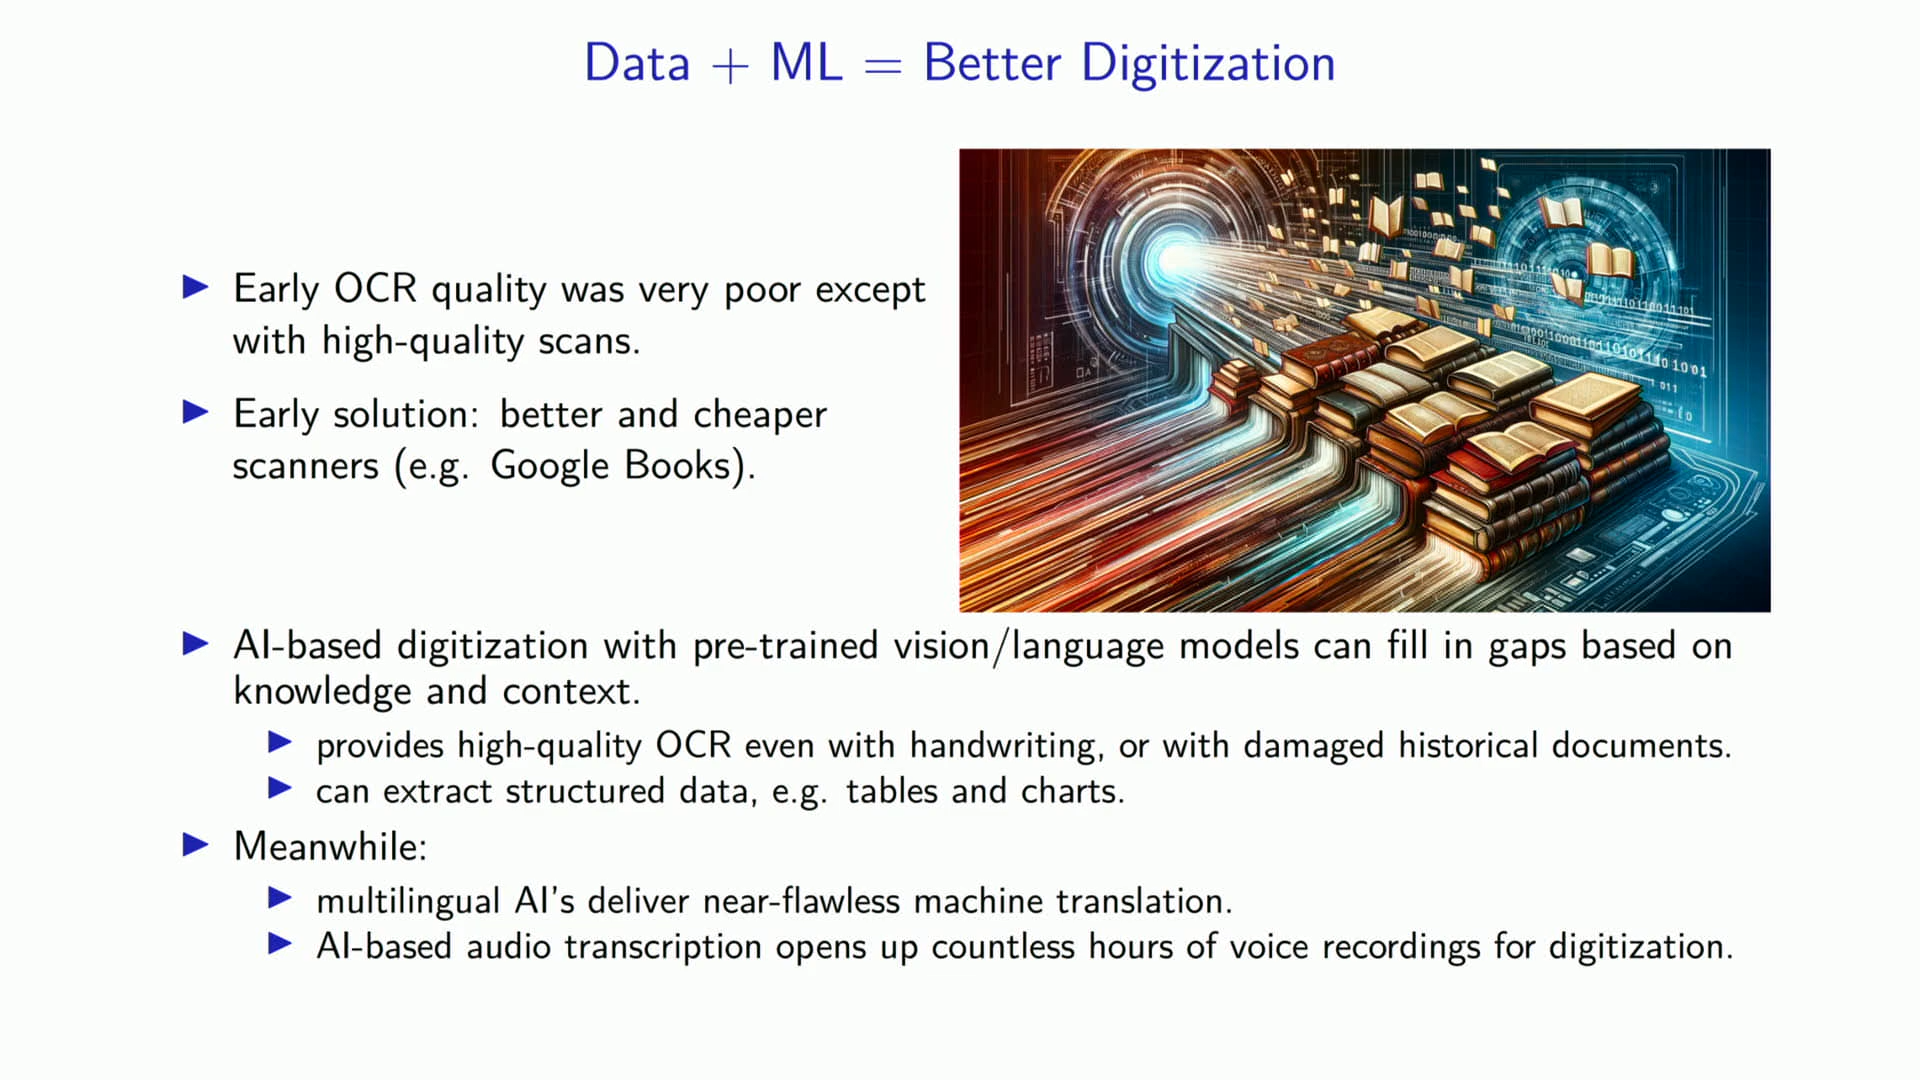 Data + ML = Better Digitization
▶ Early OCR quality was very poor except
with high-quality scans.
▶ Early solution: better and cheaper
scanners (e.g. Google Books).
▶ AI-based digitization with pre-trained vision/language models can fill in gaps based on
knowledge and context.
▶ provides high-quality OCR even with handwriting, or with damaged historical documents.
▶ can extract structured data, e.g. tables and charts.
▶ Meanwhile:
▶ multilingual AI's deliver near-flawless machine translation.
▶ AI-based audio transcription opens up countless hours of voice recordings for digitization.